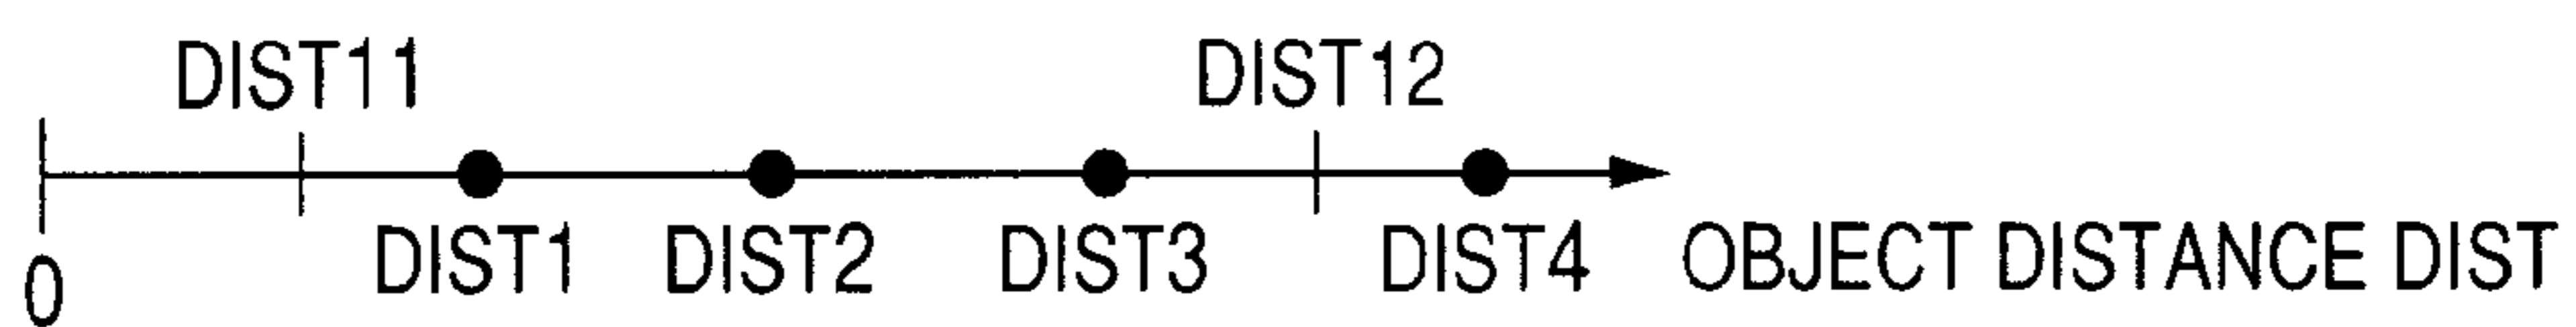 DIST11 DIST12
DIST1 DIST2 DIST3 DIST4 OBJECT DISTANCE DIST
0